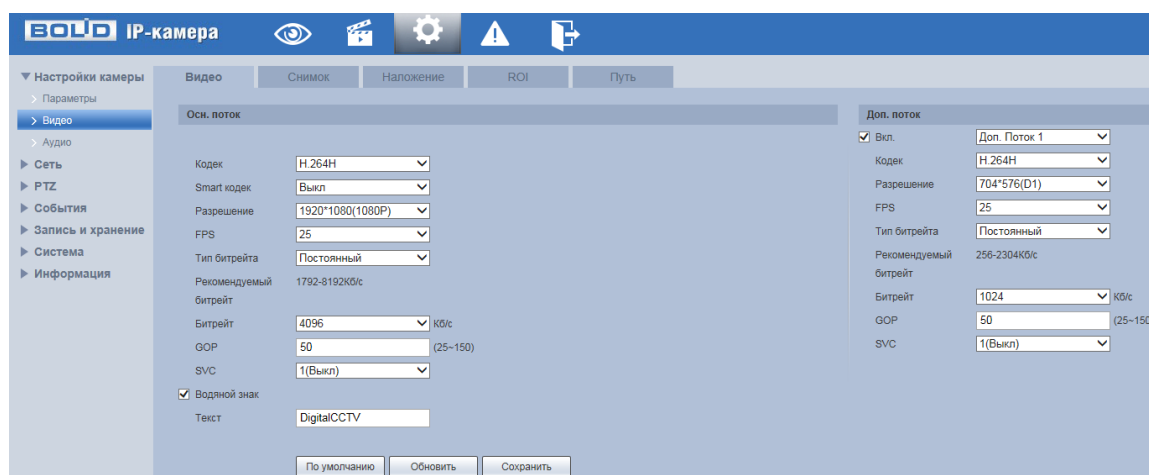 BOLID IP-камера
Настройки камеры
Параметры
Видео
Аудио
Сеть
PTZ
События
Запись и хранение
Система
Информация
Видео Снимок Наложение ROI Путь
Осн. поток
Кодек H.264H
Smart кодек Выкл
Разрешение 1920*1080(1080P)
FPS 25
Тип битрейта Постоянный
Рекомендуемый 1792-8192Кб/с
битрейт
Битрейт 4096 Кб/с
GOP 50 (25~150)
SVC 1(Выкл)
Водяной знак
Текст DigitalCCTV
По умолчанию Обновить Сохранить
Доп. поток
Вкл. Доп. Поток 1
Кодек H.264H
Разрешение 704*576(D1)
FPS 25
Тип битрейта Постоянный
Рекомендуемый 256-2304Кб/с
битрейт
Битрейт 1024 Кб/с
GOP 50 (25~150
SVC 1(Выкл)